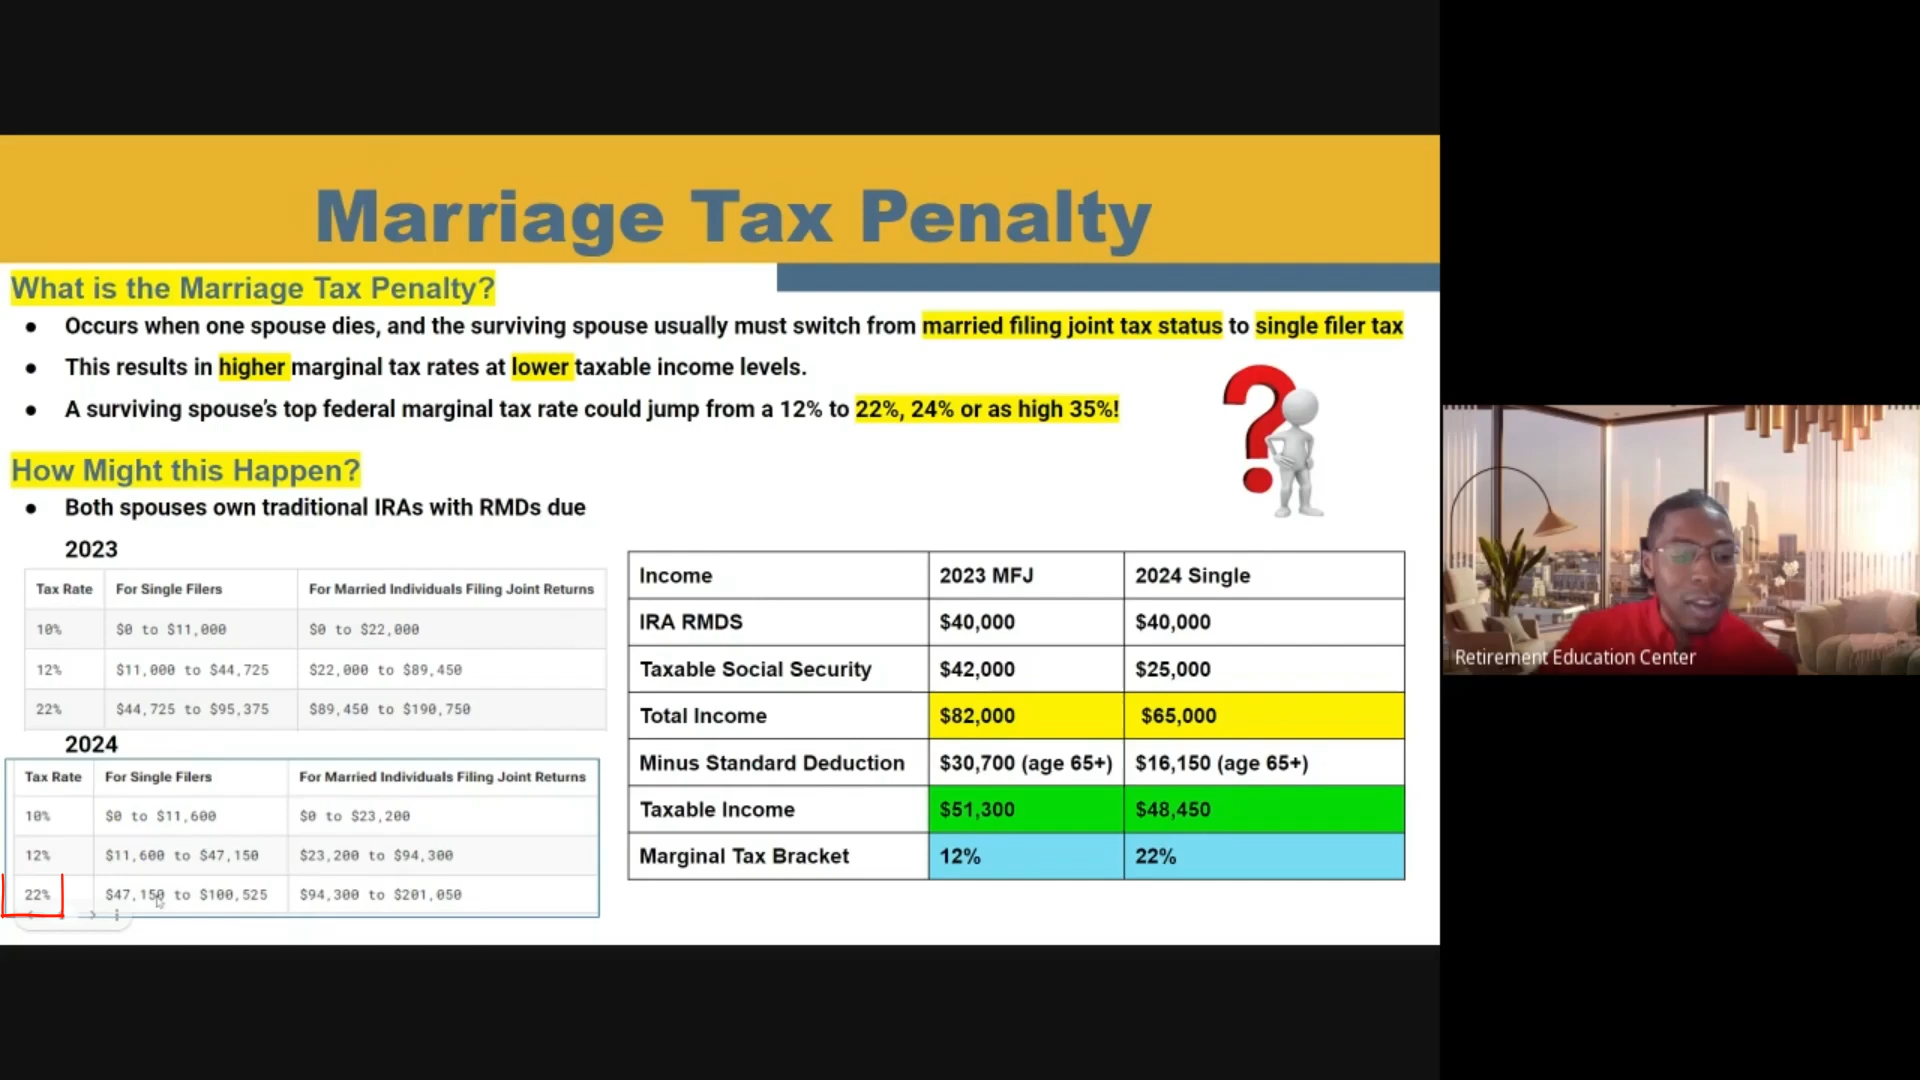 Marriage Tax Penalty
What is the Marriage Tax Penalty?
● Occurs when one spouse dies, and the surviving spouse usually must switch from married filing joint tax status to single filer tax
● This results in higher marginal tax rates at lower taxable income levels.
● A surviving spouse's top federal marginal tax rate could jump from a 12% to 22%, 24% or as high 35%!
How Might this Happen?
● Both spouses own traditional IRAs with RMDs due
2023
Tax Rate For Single Filers For Married Individuals Filing Joint Returns
10% $0 to $11,000 $0 to $22,000
12% $11,000 to $44,725 $22,000 to $89,450
22% $44,725 to $95,375 $89,450 to $190,750
2024
Tax Rate For Single Filers For Married Individuals Filing Joint Returns
10% $0 to $11,600 $0 to $23,200
12% $11,600 to $47,150 $23,200 to $94,300
22% $47,150 to $100,525 $94,300 to $201,050
Income 2023 MFJ 2024 Single
IRA RMDS $40,000 $40,000
Taxable Social Security $42,000 $25,000
Total Income $82,000 $65,000
Minus Standard Deduction $30,700 (age 65+) $16,150 (age 65+)
Taxable Income $51,300 $48,450
Marginal Tax Bracket 12% 22%
Retirement Education Center